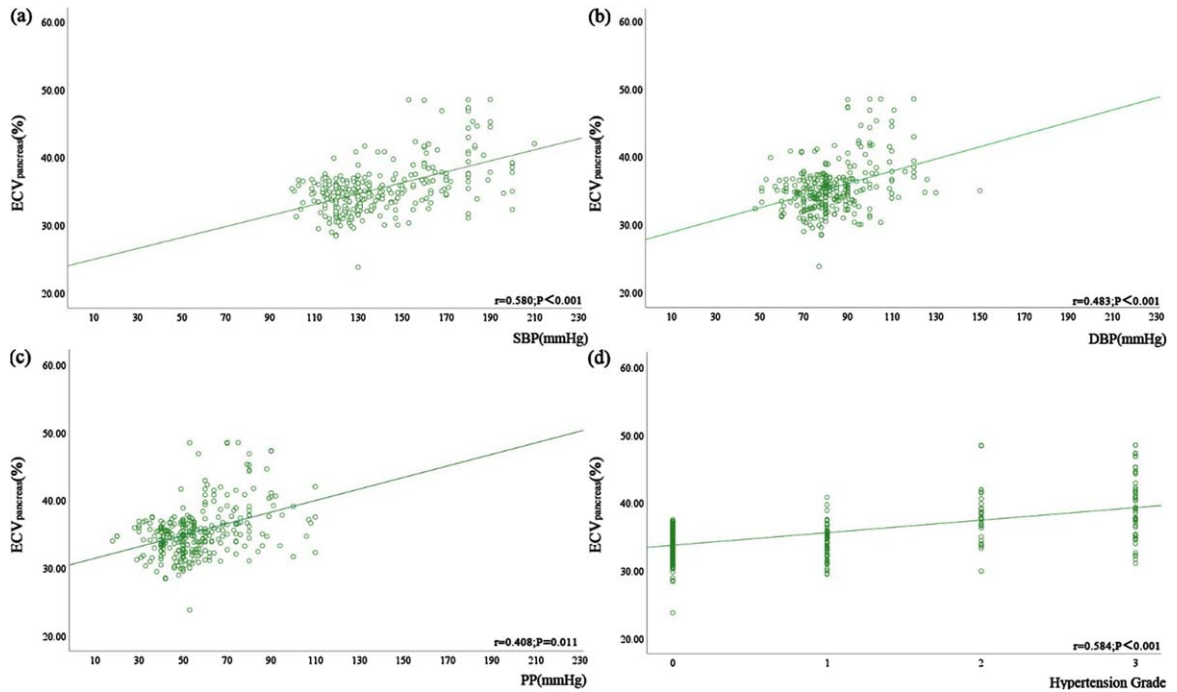 (a)
60.00
50.00
40.00
30.00
20.00
ECVpancreas(%)
r=0.580;P<0.001
10 30 50 70 90 110 130 150 170 190 210 230
SBP(mmHg)
(b)
60.00
50.00
40.00
30.00
20.00
ECVpancreas(%)
r=0.483;P<0.001
10 30 50 70 90 110 130 150 170 190 210 230
DBP(mmHg)
(c)
60.00
50.00
40.00
30.00
20.00
ECVpancreas(%)
r=0.408;P=0.011
10 30 50 70 90 110 130 150 170 190 210 230
PP(mmHg)
(d)
60.00
50.00
40.00
30.00
20.00
ECVpancreas(%)
r=0.584;P<0.001
0 1 2 3
Hypertension Grade